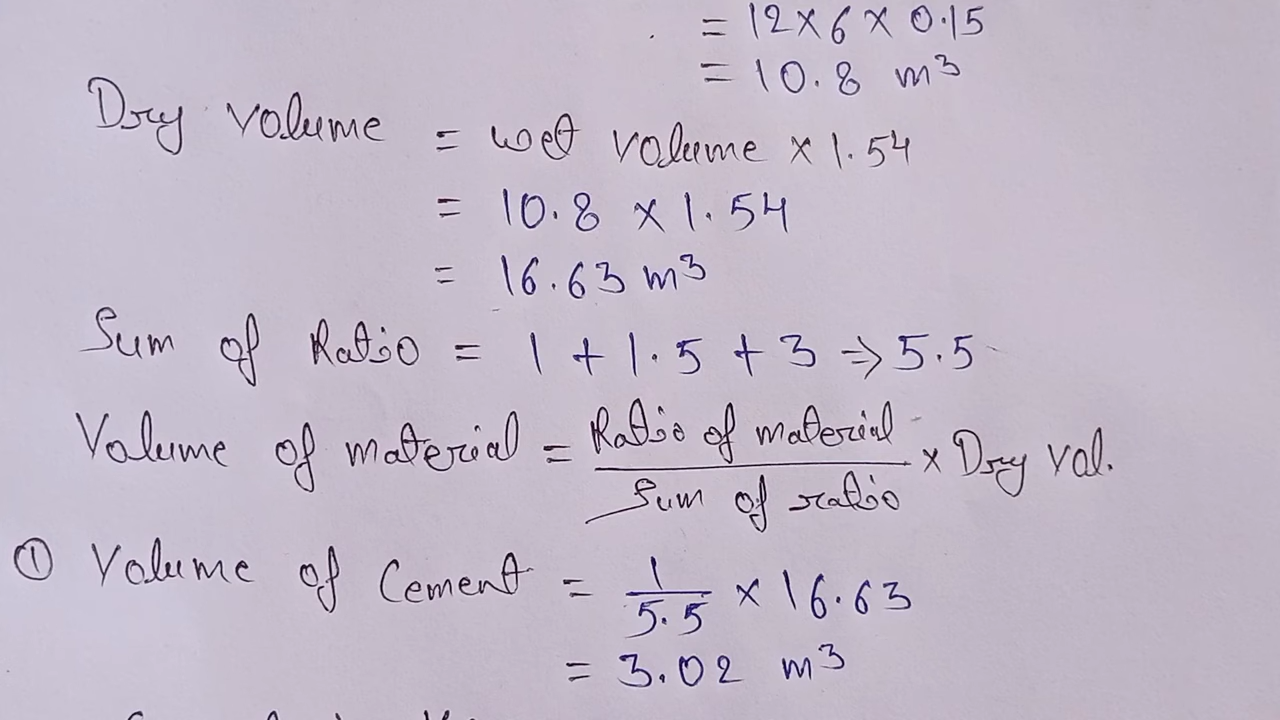 = 12 × 6 × 0.15
= 10.8 m³
Dry volume = wet volume × 1.54
= 10.8 × 1.54
= 16.63 m³
Sum of Ratio = 1 + 1.5 + 3 ⇒ 5.5
Volume of material = Ratio of material / Sum of ratio × Dry vol.
① Volume of Cement = 1 / 5.5 × 16.63
= 3.02 m³